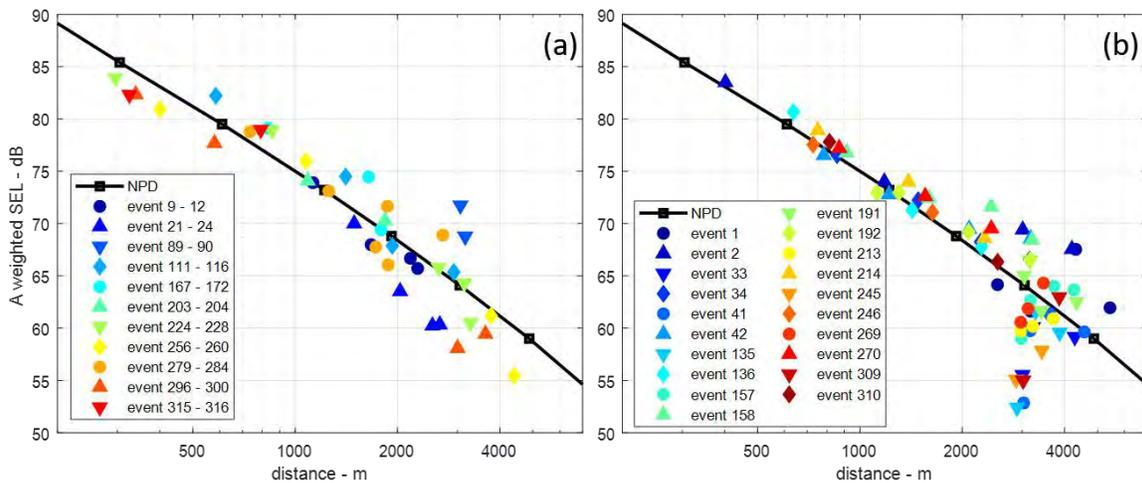 (a)
A weighted SEL - dB
90
85
80
75
70
65
60
55
50
NPD
event 9 - 12
event 21 - 24
event 89 - 90
event 111 - 116
event 167 - 172
event 203 - 204
event 224 - 228
event 256 - 260
event 279 - 284
event 296 - 300
event 315 - 316
500 1000 2000 4000
distance - m
(b)
90
85
80
75
70
65
60
55
50
NPD
event 1
event 2
event 33
event 34
event 41
event 42
event 135
event 136
event 157
event 158
event 191
event 192
event 213
event 214
event 245
event 246
event 269
event 270
event 309
event 310
500 1000 2000 4000
distance - m